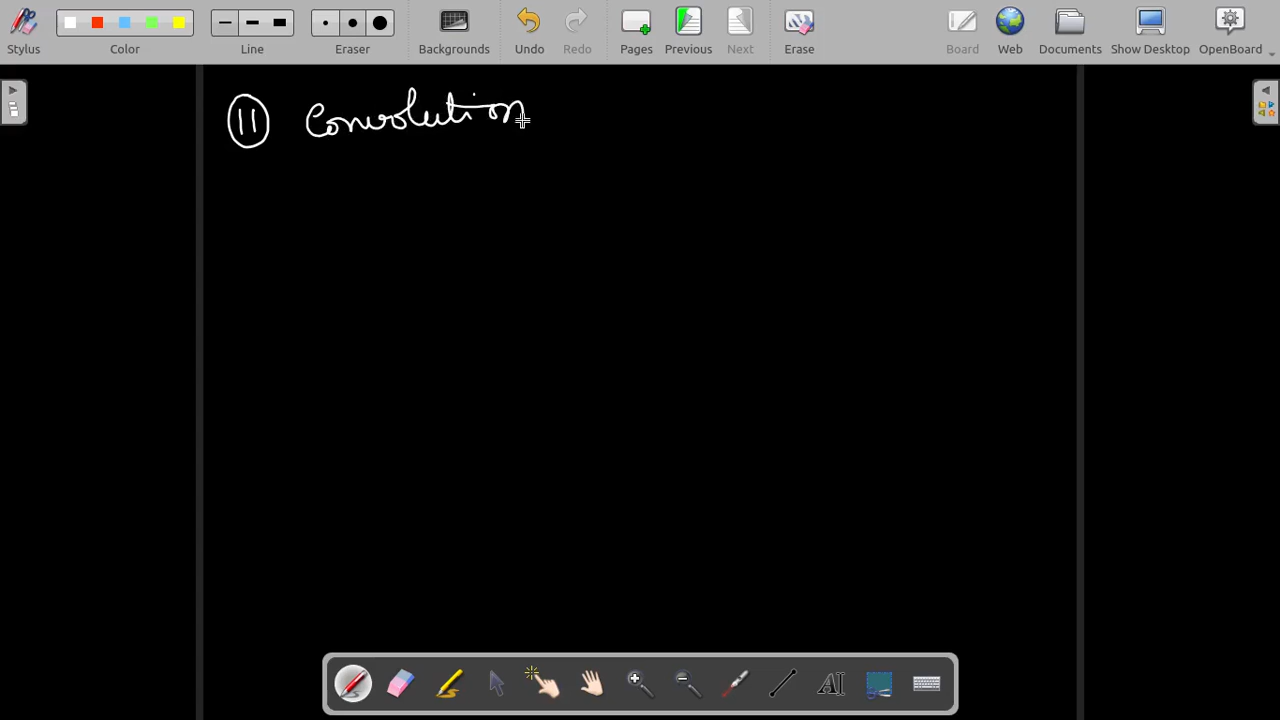 Stylus
Color
Line
Eraser
Backgrounds
Undo
Redo
Pages
Previous
Next
Erase
Board
Web
Documents
Show Desktop
OpenBoard
11 Convolution
AI